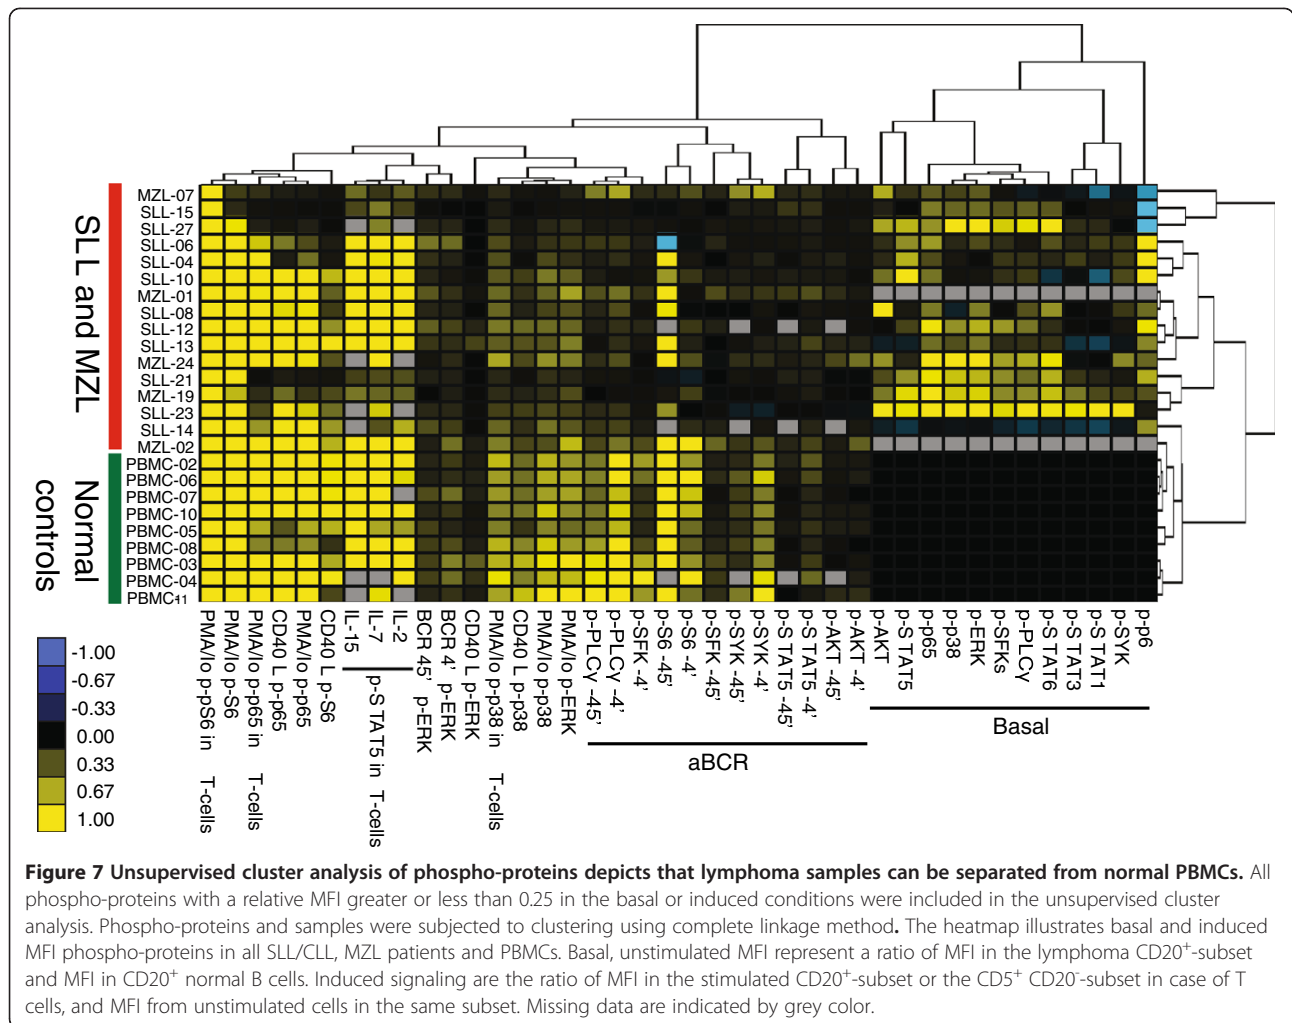 SLL and MZL
Normal
controls
MZL-07
SLL-15
SLL-27
SLL-06
SLL-04
SLL-10
MZL-01
SLL-08
SLL-12
SLL-13
MZL-24
SLL-21
MZL-19
SLL-23
SLL-14
MZL-02
PBMC-02
PBMC-06
PBMC-07
PBMC-10
PBMC-05
PBMC-08
PBMC-03
PBMC-04
PBMC-11
-1.00
-0.67
-0.33
0.00
0.33
0.67
1.00
PMA/Io p-pS6 in T-cells
PMA/Io p-S6
PMA/Io p-p65 in T-cells
CD40 L p-p65
PMA/Io p-p65
CD40 L p-S6
IL-15
IL-7
IL-2
p-S TAT5 in T-cells
BCR 45' p-ERK
BCR 4' p-ERK
CD40 L p-ERK
PMA/Io p-p38 in T-cells
CD40 L p-p38
PMA/Io p-p38
PMA/Io p-ERK
p-PLCγ -45'
p-PLCγ -4'
p-SFK -4'
p-S6 -45'
p-S6 -4'
p-SFK -45'
p-SYK -45'
p-SYK -4'
p-S TAT5 -45'
p-S TAT5 -4'
p-AKT -45'
p-AKT -4'
aBCR
p-AKT
p-S TAT5
p-p65
p-p38
p-ERK
p-SFKs
p-PLCγ
p-S TAT6
p-S TAT3
p-S TAT1
p-SYK
p-p6
Basal
Figure 7 Unsupervised cluster analysis of phospho-proteins depicts that lymphoma samples can be separated from normal PBMCs. All
phospho-proteins with a relative MFI greater or less than 0.25 in the basal or induced conditions were included in the unsupervised cluster
analysis. Phospho-proteins and samples were subjected to clustering using complete linkage method. The heatmap illustrates basal and induced
MFI phospho-proteins in all SLL/CLL, MZL patients and PBMCs. Basal, unstimulated MFI represent a ratio of MFI in the lymphoma CD20⁺-subset
and MFI in CD20⁺ normal B cells. Induced signaling are the ratio of MFI in the stimulated CD20⁺-subset or the CD5⁺ CD20⁻-subset in case of T
cells, and MFI from unstimulated cells in the same subset. Missing data are indicated by grey color.